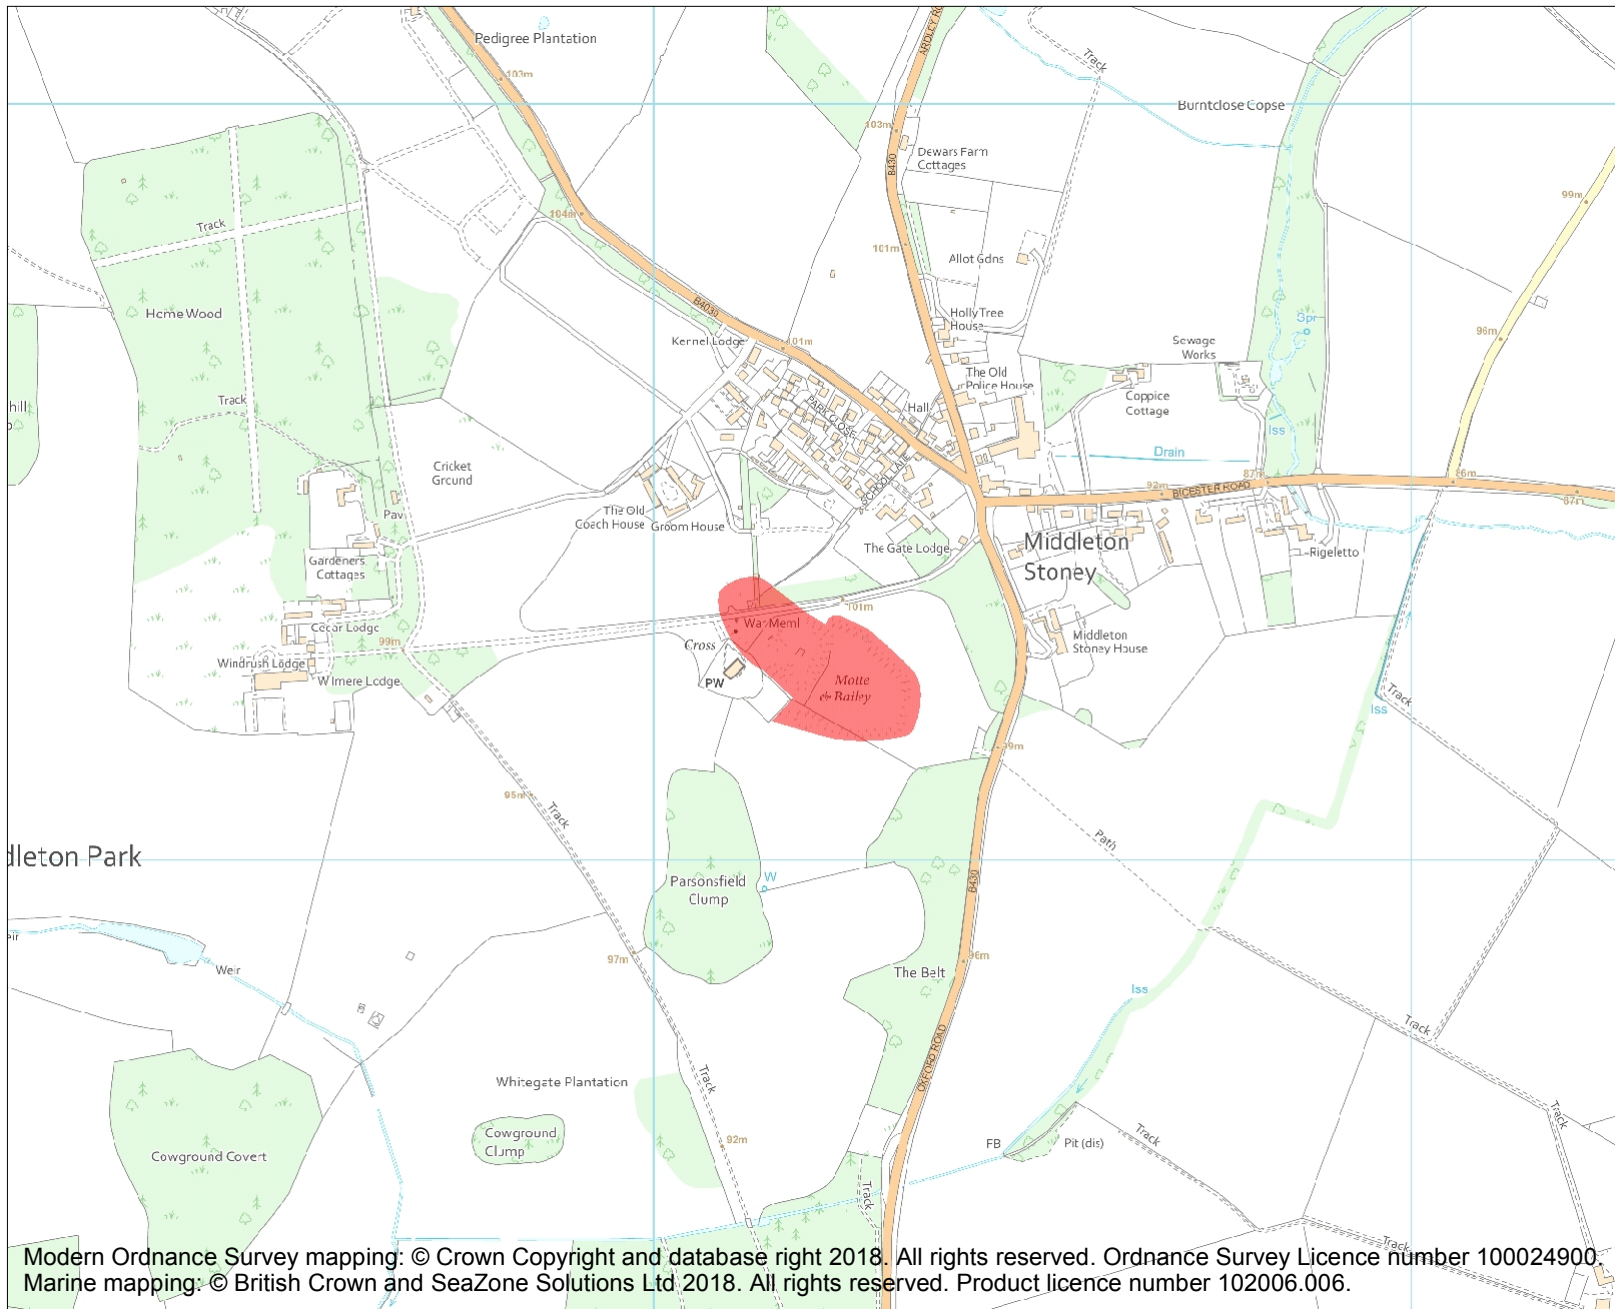 Pedigree Plantation
ARDLEY RO
Track
103m
Burntclose Copse
103m
B430
Dewars Farm
Cottages
99m
104m
Track
101m
Allot Gdns
Home Wood
B4030
Holly Tree
House
Spr
96m
Kennel Lodge
101m
Sewage
Works
The Old
Police House
hill
Track
PARK CLOSE
Hall
Coppice
Cottage
Iss
Cricket
Ground
Drain
SCHOOL LANE
87m
86m
92m
BICESTER ROAD
87m
Pav
The Old
Coach House
Groom House
The Gate Lodge
Middleton
Stoney
Rigeletto
Gardeners
Cottages
101m
War Meml
Cedar Lodge
99m
Cross
Middleton
Stoney House
Windrush Lodge
Wilmere Lodge
PW
Motte
& Bailey
Track
Iss
99m
95m
Track
Path
dleton Park
Parsonsfield
Clump
W
B430
eir
Weir
97m
The Belt
96m
Iss
Track
OXFORD ROAD
Whitegate Plantation
Track
Cowground
Clump
92m
FB
Pit (dis)
Track
Track
Cowground Covert
Track
Track
Modern Ordnance Survey mapping: © Crown Copyright and database right 2018. All rights reserved. Ordnance Survey Licence number 100024900.
Marine mapping: © British Crown and SeaZone Solutions Ltd 2018. All rights reserved. Product licence number 102006.006.